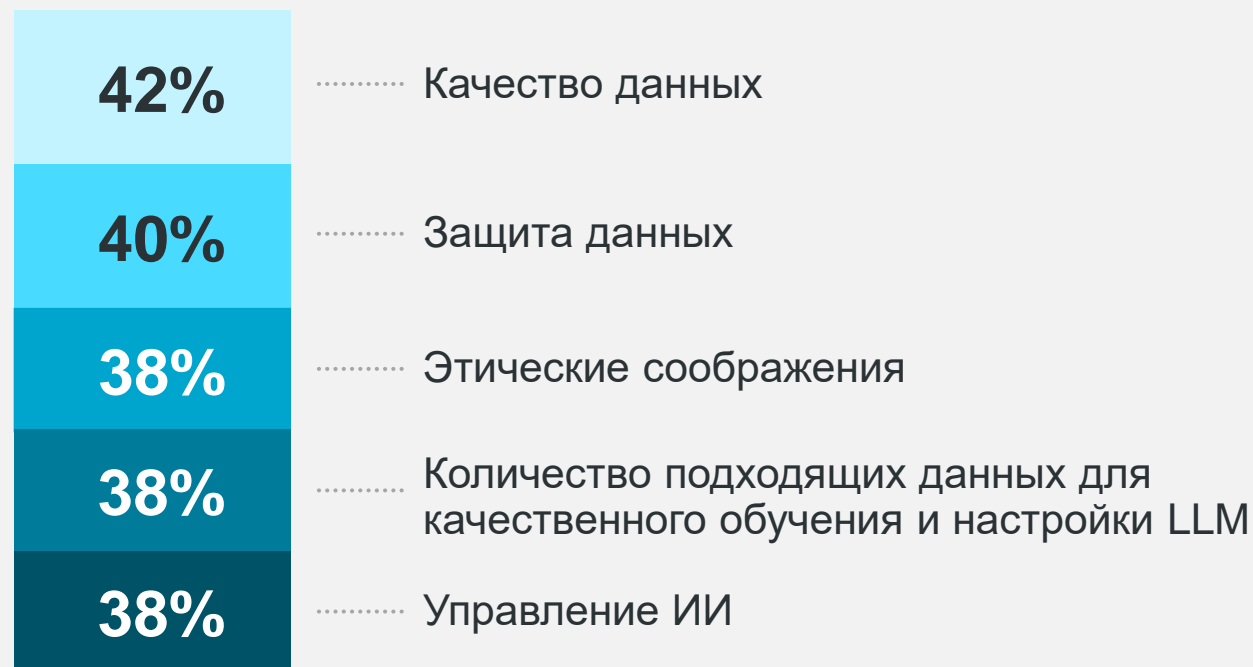 42% Качество данных
40% Защита данных
38% Этические соображения
38% Количество подходящих данных для
качественного обучения и настройки LLM
38% Управление ИИ